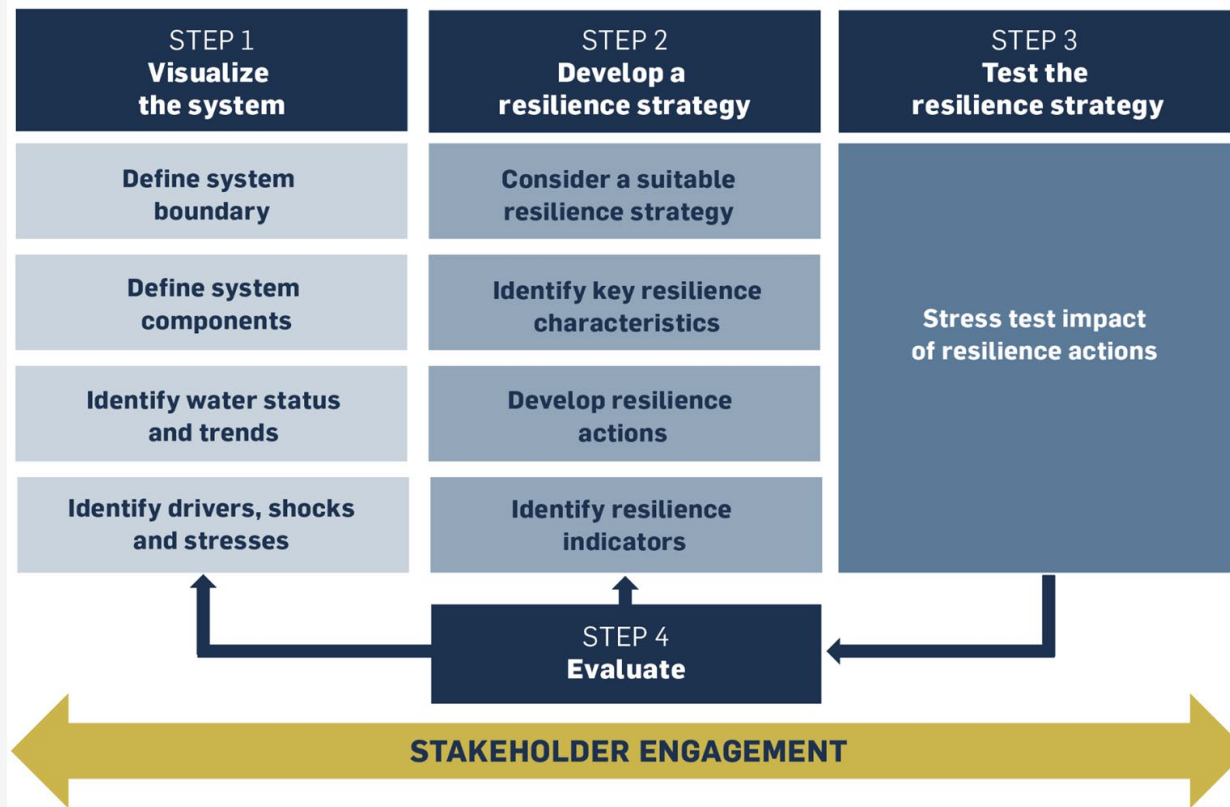 STEP 1
Visualize
the system
Define system
boundary
Define system
components
Identify water status
and trends
Identify drivers, shocks
and stresses
STEP 2
Develop a
resilience strategy
Consider a suitable
resilience strategy
Identify key resilience
characteristics
Develop resilience
actions
Identify resilience
indicators
STEP 3
Test the
resilience strategy
Stress test impact
of resilience actions
STEP 4
Evaluate
STAKEHOLDER ENGAGEMENT